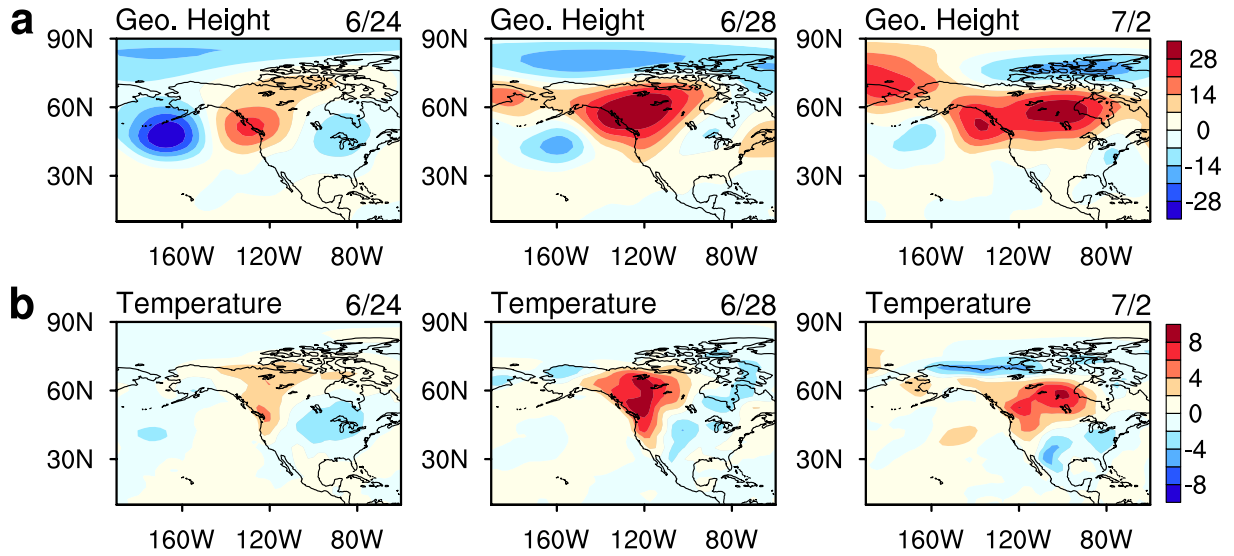 a Geo. Height 6/24 Geo. Height 6/28 Geo. Height 7/2
90N 90N 90N
28
60N 60N 60N 14
0
30N 30N 30N -14
-28
160W 120W 80W 160W 120W 80W 160W 120W 80W
b Temperature 6/24 Temperature 6/28 Temperature 7/2
90N 90N 90N
8
60N 60N 60N 4
0
30N 30N 30N -4
-8
160W 120W 80W 160W 120W 80W 160W 120W 80W